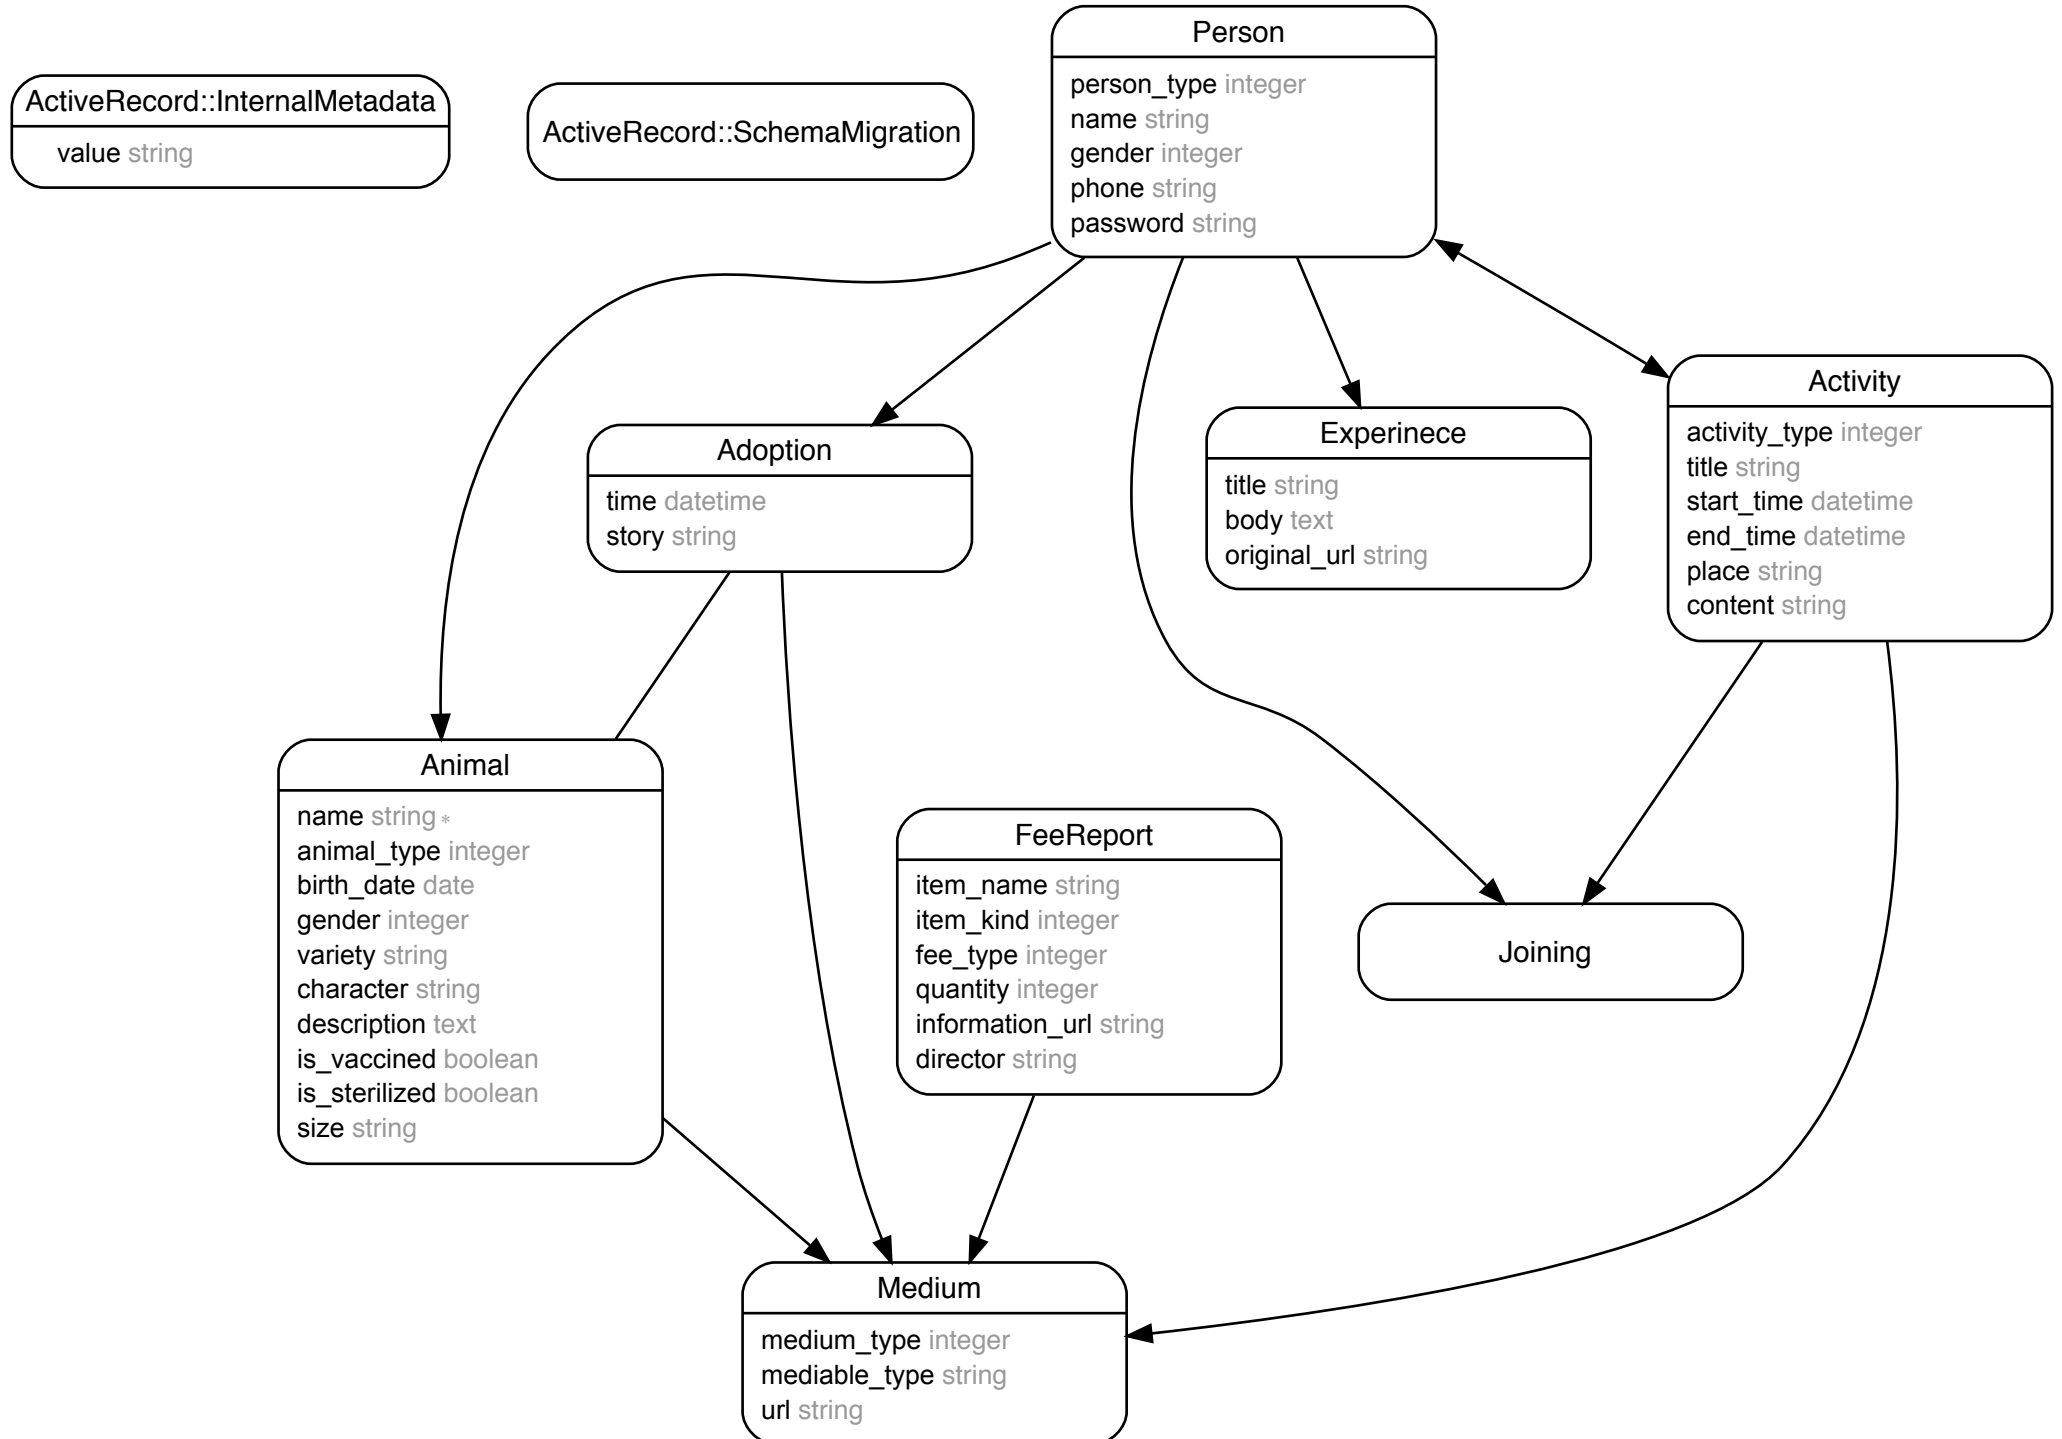 Person
person_type integer
name string
gender integer
phone string
password string
ActiveRecord::InternalMetadata
value string
ActiveRecord::SchemaMigration
Activity
activity_type integer
title string
start_time datetime
end_time datetime
place string
content string
Experinece
title string
body text
original_url string
Adoption
time datetime
story string
Animal
name string *
animal_type integer
birth_date date
gender integer
variety string
character string
description text
is_vaccined boolean
is_sterilized boolean
size string
FeeReport
item_name string
item_kind integer
fee_type integer
quantity integer
information_url string
director string
Joining
Medium
medium_type integer
mediable_type string
url string